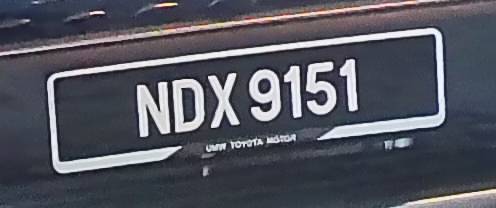 NDX 9151
UMW TOYOTA MOTOR